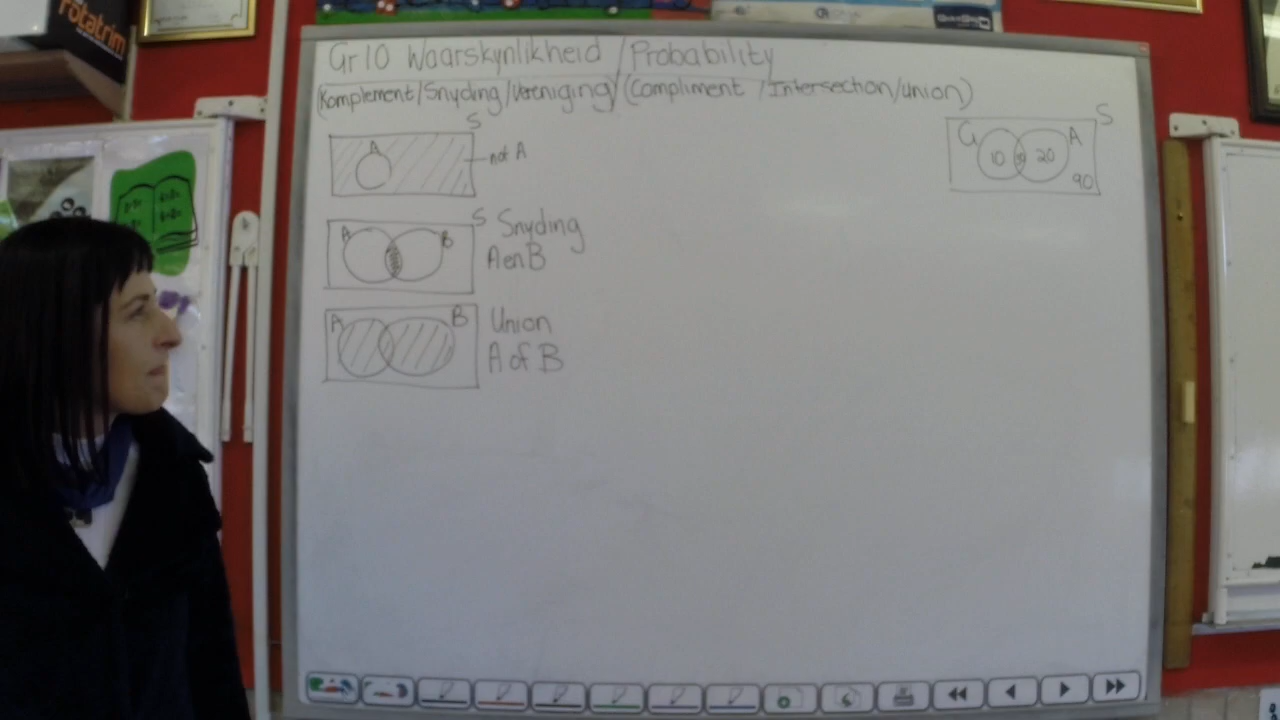 rotatrim
Gr10 Waarskynlikheid / Probability
(Komplement/Snyding/Vereniging) (Compliment / Intersection/union)
S
A
not A
S
A
B
Snyding
A en B
A
B
Union
A of B
S
G
A
10
20
90